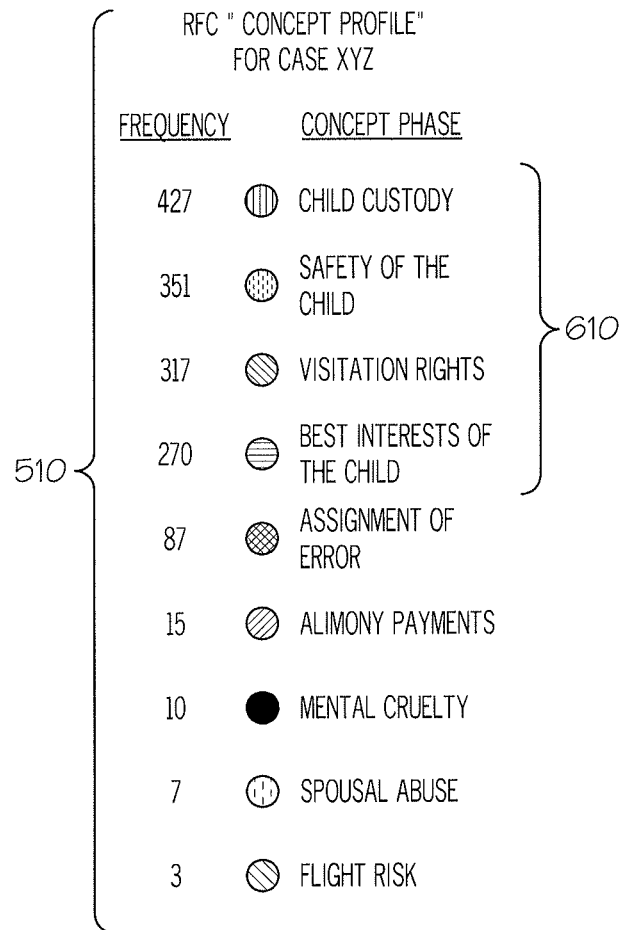 RFC " CONCEPT PROFILE"
FOR CASE XYZ
FREQUENCY CONCEPT PHASE
427 CHILD CUSTODY
351 SAFETY OF THE
CHILD
317 VISITATION RIGHTS
270 BEST INTERESTS OF
THE CHILD
87 ASSIGNMENT OF
ERROR
15 ALIMONY PAYMENTS
10 MENTAL CRUELTY
7 SPOUSAL ABUSE
3 FLIGHT RISK
510
610